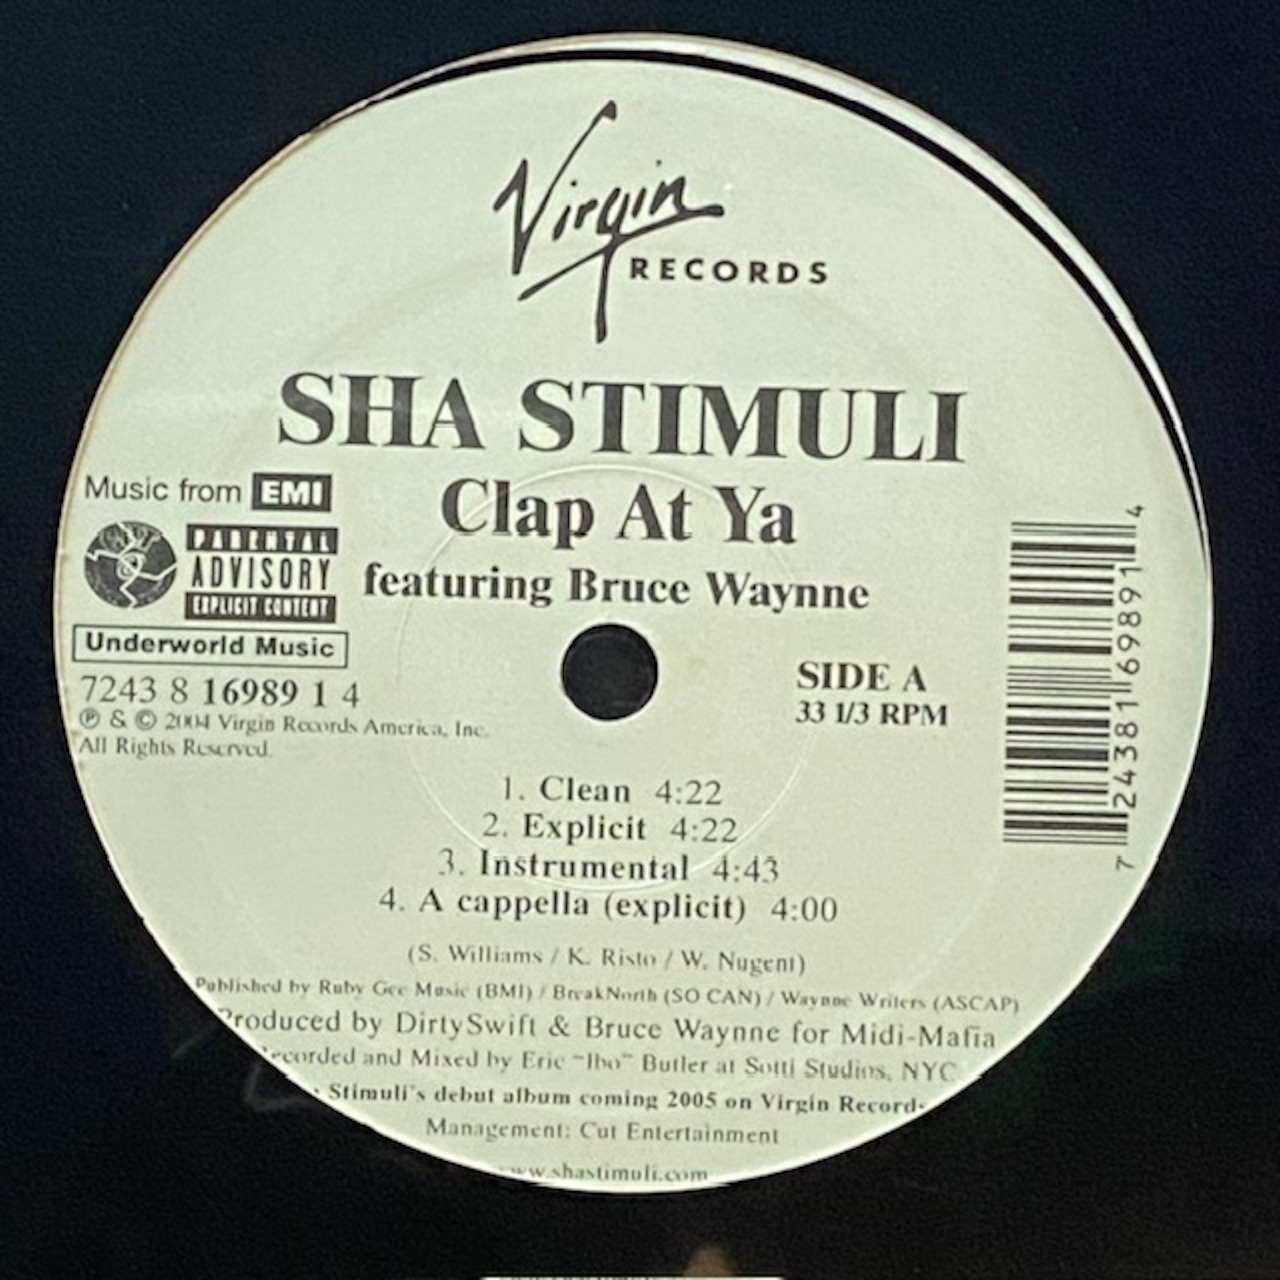 Virgin
RECORDS
SHA STIMULI
Clap At Ya
featuring Bruce Waynne
Music from EMI
PARENTAL
ADVISORY
EXPLICIT CONTENT
Underworld Music
7243 8 16989 1 4
℗ & © 2004 Virgin Records America, Inc.
All Rights Reserved.
SIDE A
33 1/3 RPM
7 24381 69891 4
1. Clean 4:22
2. Explicit 4:22
3. Instrumental 4:43
4. A cappella (explicit) 4:00
(S. Williams / K. Risto / W. Nugent)
Published by Ruby Gee Music (BMI) / BreakNorth (SO CAN) / Waynne Writers (ASCAP)
Produced by DirtySwift & Bruce Waynne for Midi-Mafia
ecorded and Mixed by Eric "Ibo" Butler at Sotti Studios, NYC
Stimuli's debut album coming 2005 on Virgin Record
Management: Cut Entertainment
ww.shastimuli.com